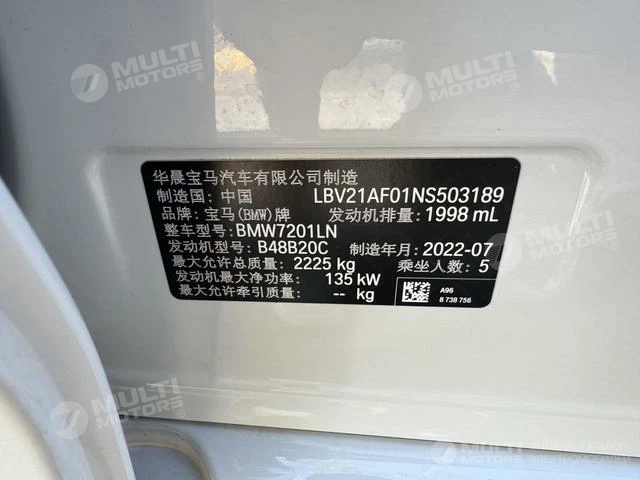 MULTI
MOTORS®
MULTI
MOTORS®
华晨宝马汽车有限公司制造
制造国: 中国 LBV21AF01NS503189
品牌: 宝马(BMW)牌 发动机排量: 1998 mL
整车型号: BMW7201LN
发动机型号: B48B20C 制造年月: 2022-07
最大允许总质量: 2225 kg 乘坐人数: 5
发动机最大净功率: 135 kW
最大允许牵引质量: -- kg
A96
8 738 756
MULTI
MOTORS®
MULTI
MOTORS